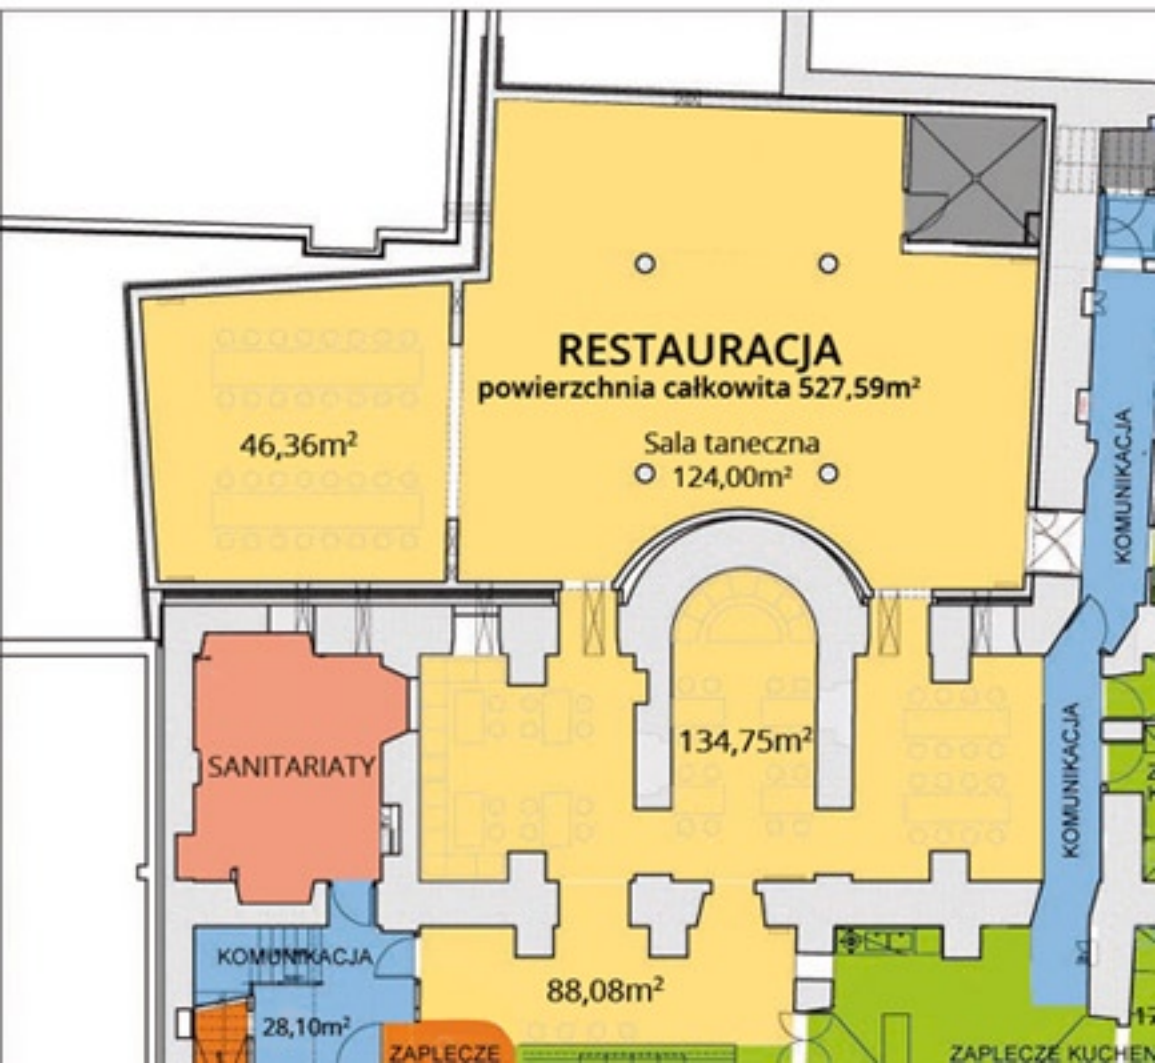 RESTAURACJA
powierzchnia całkowita 527,59m²
Sala taneczna
124,00m²
46,36m²
KOMUNIKACJA
SANITARIATY
134,75m²
KOMUNIKACJA
KOMUNIKACJA
88,08m²
28,10m²
ZAPLECZE
ZAPLECZE KUCHEN
17